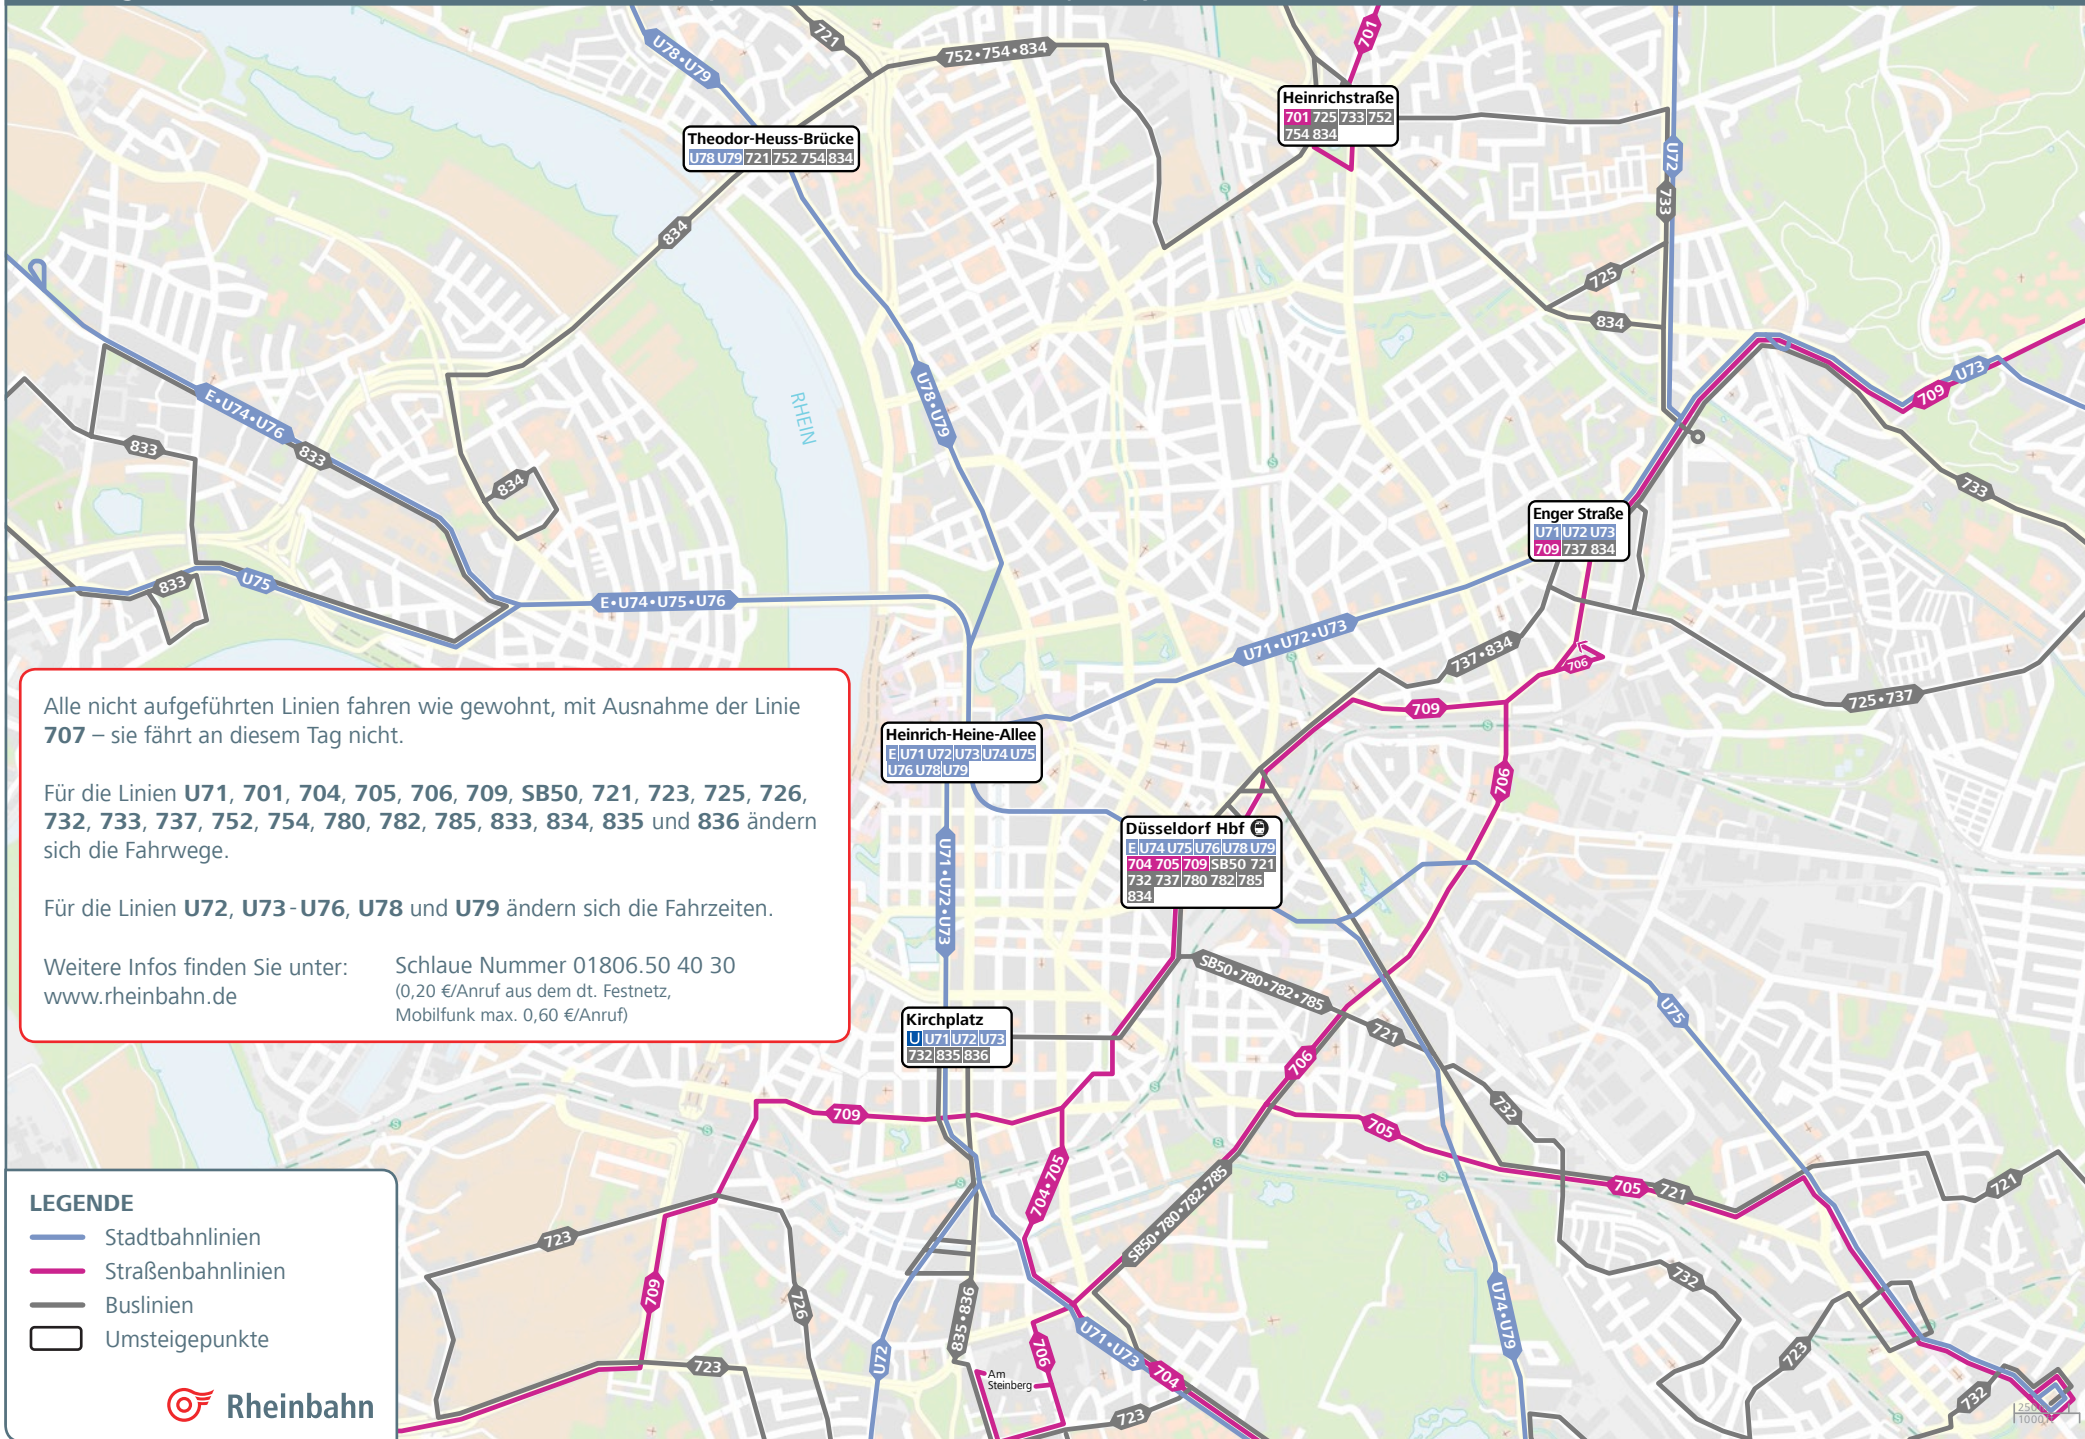 701
721
U78•U79
752•754•834
Heinrichstraße
701 725 733 752
754 834
Theodor-Heuss-Brücke
U78 U79 721 752 754 834
U72
733
834
725
834
RHEIN
U78•U79
E•U74•U76
833
833
834
709
U73
733
Enger Straße
U71 U72 U73
709 737 834
833
U75
E•U74•U75•U76
U71•U72•U73
737•834
706
725•737
709
706
Heinrich-Heine-Allee
E U71 U72 U73 U74 U75
U76 U78 U79
Alle nicht aufgeführten Linien fahren wie gewohnt, mit Ausnahme der Linie
707 – sie fährt an diesem Tag nicht.
Für die Linien U71, 701, 704, 705, 706, 709, SB50, 721, 723, 725, 726,
732, 733, 737, 752, 754, 780, 782, 785, 833, 834, 835 und 836 ändern
sich die Fahrwege.
Für die Linien U72, U73-U76, U78 und U79 ändern sich die Fahrzeiten.
Weitere Infos finden Sie unter:
www.rheinbahn.de
Schlaue Nummer 01806.50 40 30
(0,20 €/Anruf aus dem dt. Festnetz,
Mobilfunk max. 0,60 €/Anruf)
Düsseldorf Hbf
E U74 U75 U76 U78 U79
704 705 709 SB50 721
732 737 780 782 785
834
U71•U72•U73
SB50•780•782•785
721
U75
Kirchplatz
U U71 U72 U73
732 835 836
706
709
705
732
704•705
SB50•780•782•785
705
721
721
723
709
726
835•836
U72
706
U71•U73
704
U74•U79
732
723
723
723
732
Am
Steinberg
LEGENDE
Stadtbahnlinien
Straßenbahnlinien
Buslinien
Umsteigepunkte
Rheinbahn